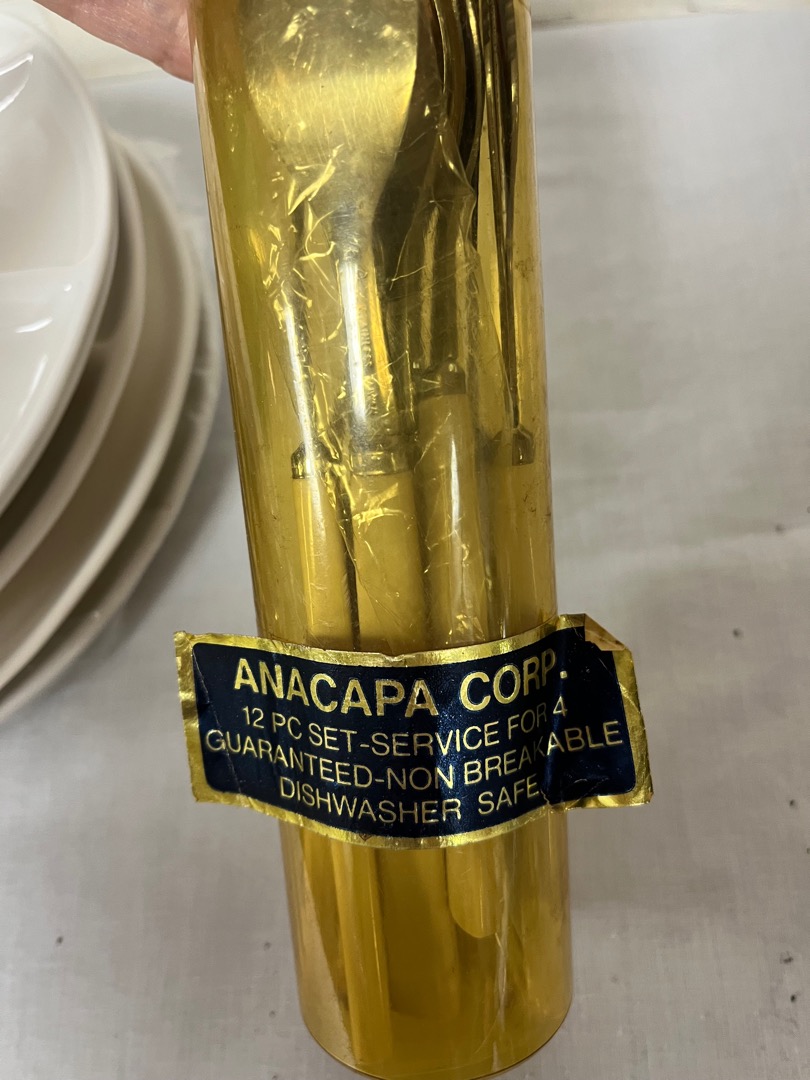 ANACAPA CORP.
12 PC SET-SERVICE FOR 4
GUARANTEED-NON BREAKABLE
DISHWASHER SAFE